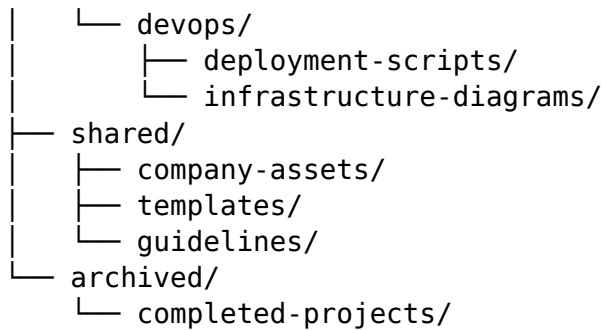 │   └── devops/
│       ├── deployment-scripts/
│       └── infrastructure-diagrams/
├── shared/
│   ├── company-assets/
│   ├── templates/
│   └── guidelines/
└── archived/
    └── completed-projects/